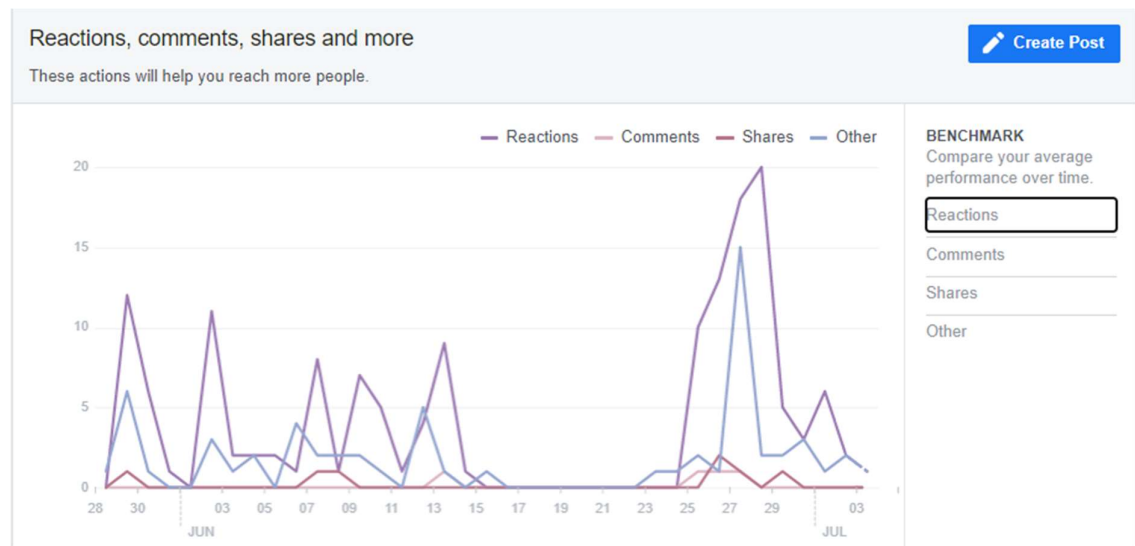 Reactions, comments, shares and more
Create Post
These actions will help you reach more people.
Reactions Comments Shares Other
BENCHMARK
Compare your average
performance over time.
Reactions
Comments
Shares
Other
20
15
10
5
0
28 30 03 05 07 09 11 13 15 17 19 21 23 25 27 29 03
JUN JUL